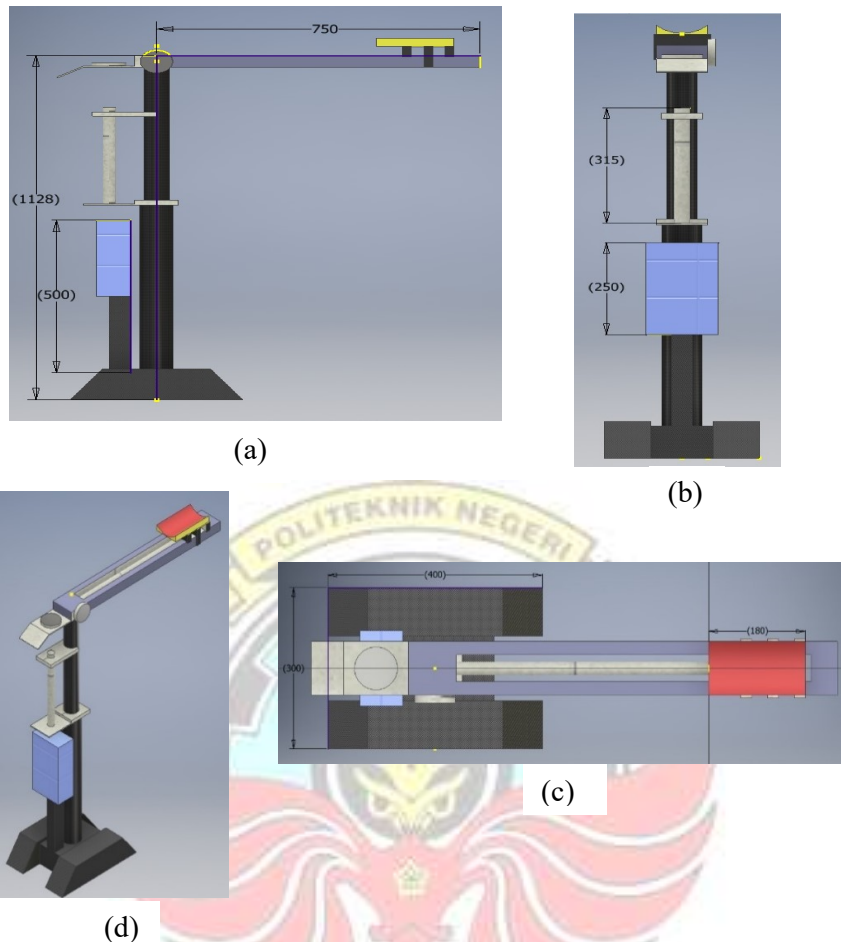 750
(1128)
(500)
(a)
(315)
(250)
(b)
POLITEKNIK NEGERI
(400)
(300)
(180)
(c)
(d)